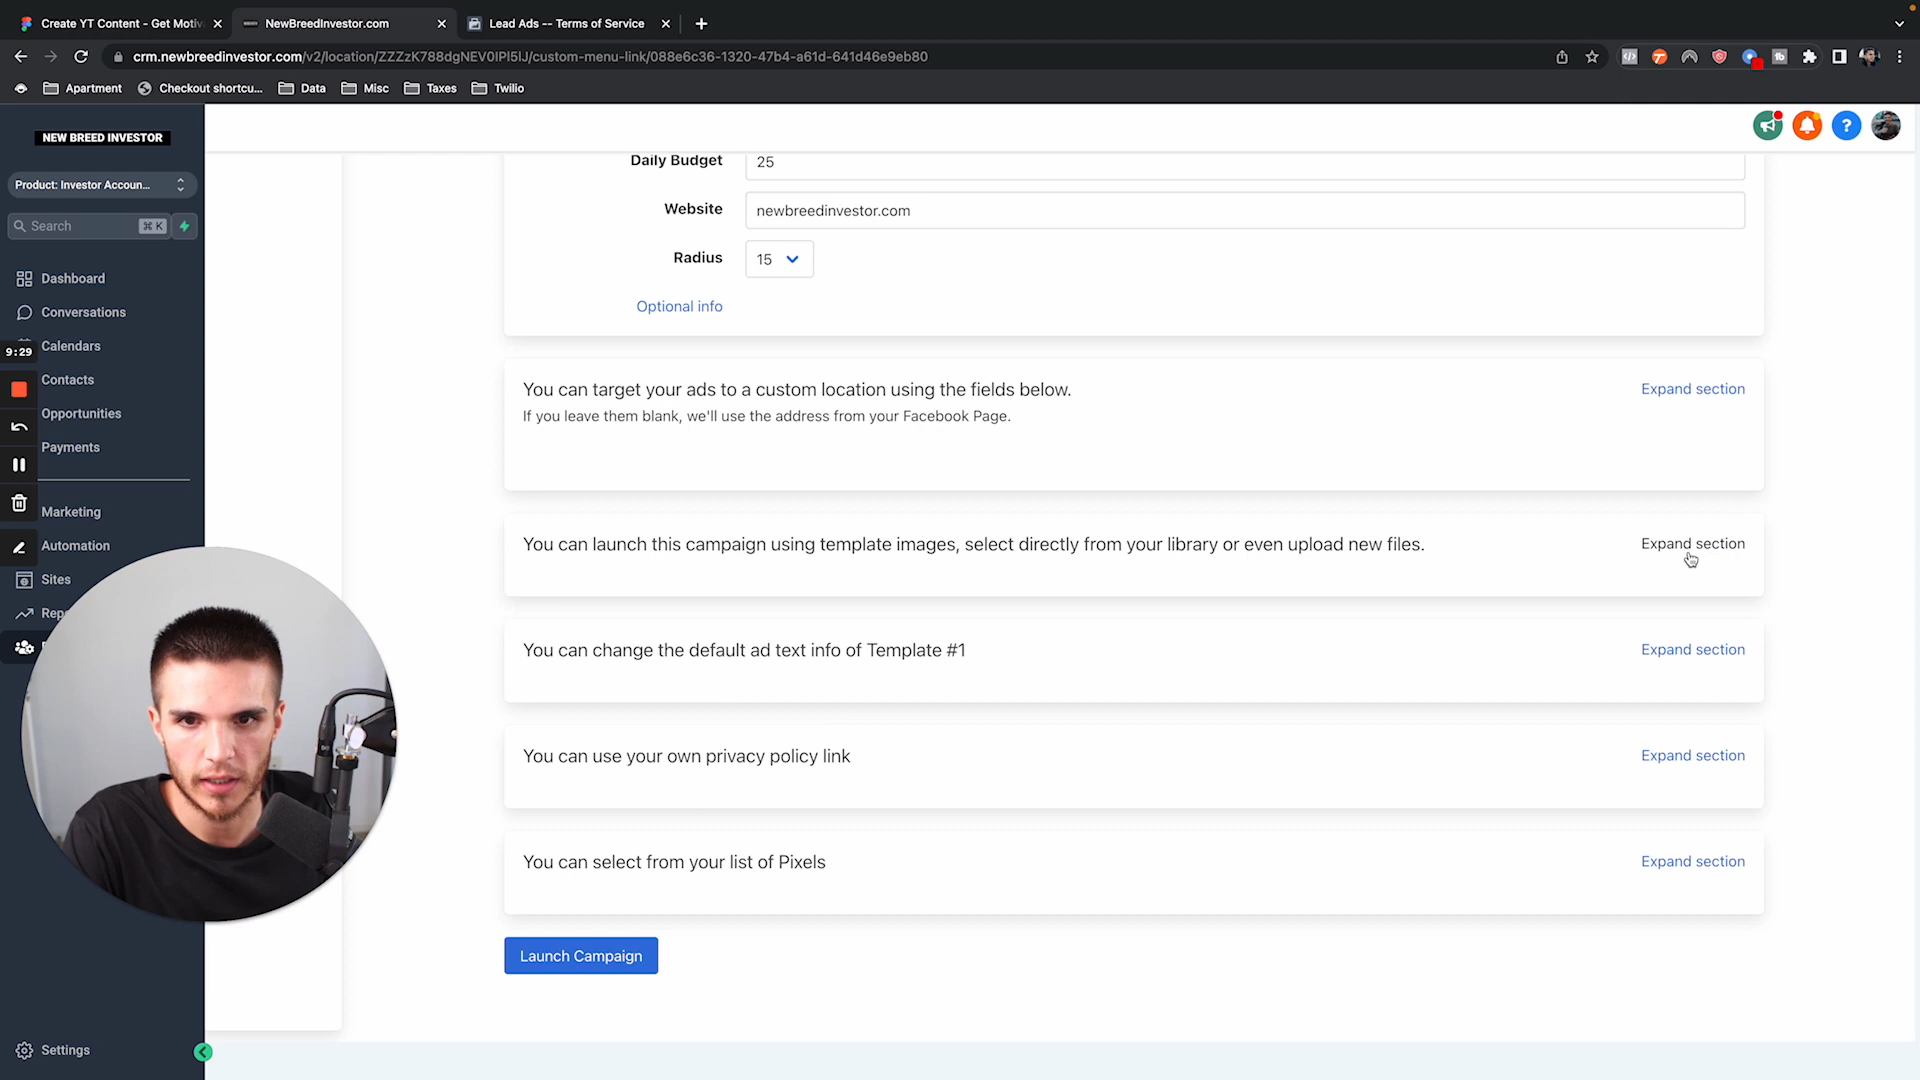 Create YT Content - Get Motiv
NewBreedInvestor.com
Lead Ads -- Terms of Service
crm.newbreedinvestor.com/v2/location/ZZZzK788dgNEV0IPl5lJ/custom-menu-link/088e6c36-1320-47b4-a61d-641d46e9eb80
Apartment
Checkout shortcu...
Data
Misc
Taxes
Twilio
NEW BREED INVESTOR
Product: Investor Accoun...
Search
⌘ K
Dashboard
Conversations
Calendars
9:29
Contacts
Opportunities
Payments
Marketing
Automation
Sites
Repo
Settings
Daily Budget
25
Website
newbreedinvestor.com
Radius
15
Optional info
You can target your ads to a custom location using the fields below.
Expand section
If you leave them blank, we'll use the address from your Facebook Page.
You can launch this campaign using template images, select directly from your library or even upload new files.
Expand section
You can change the default ad text info of Template #1
Expand section
You can use your own privacy policy link
Expand section
You can select from your list of Pixels
Expand section
Launch Campaign